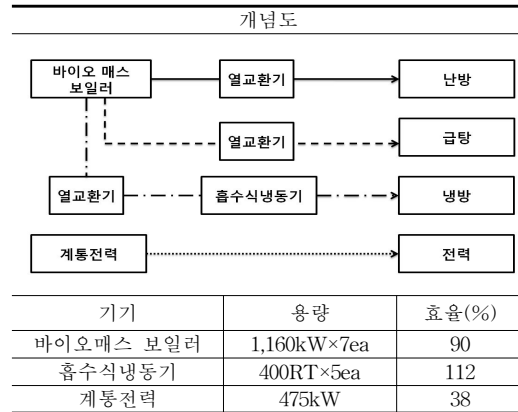 개념도
바이오 매스
보일러
열교환기
난방
열교환기
급탕
열교환기
흡수식냉동기
냉방
계통전력
전력
기기 용량 효율(%)
바이오매스 보일러 1,160kW×7ea 90
흡수식냉동기 400RT×5ea 112
계통전력 475kW 38